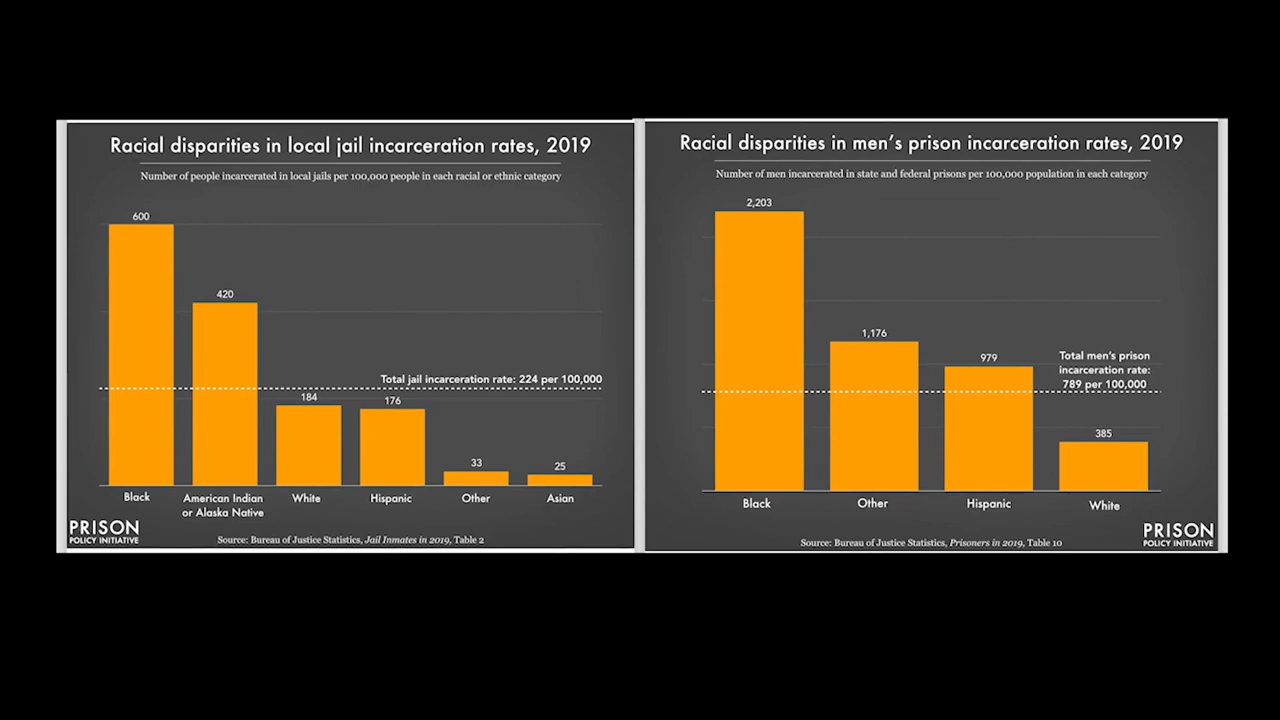 Racial disparities in local jail incarceration rates, 2019
Number of people incarcerated in local jails per 100,000 people in each racial or ethnic category
600
420
Total jail incarceration rate: 224 per 100,000
184
176
33
25
Black
American Indian
or Alaska Native
White
Hispanic
Other
Asian
PRISON
POLICY INITIATIVE
Source: Bureau of Justice Statistics, Jail Inmates in 2019, Table 2
Racial disparities in men's prison incarceration rates, 2019
Number of men incarcerated in state and federal prisons per 100,000 population in each category
2,203
1,176
979
Total men's prison
incarceration rate:
789 per 100,000
385
Black
Other
Hispanic
White
Source: Bureau of Justice Statistics, Prisoners in 2019, Table 10
PRISON
POLICY INITIATIVE